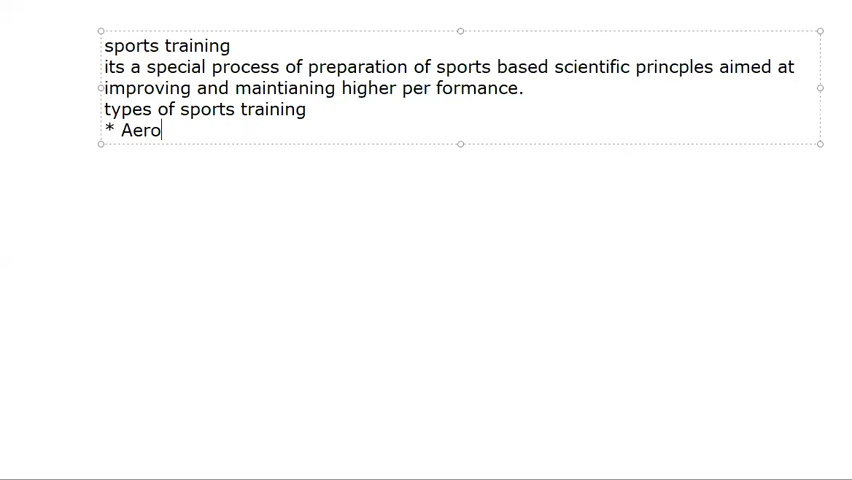 sports training
its a special process of preparation of sports based scientific princples aimed at
improving and maintianing higher per formance.
types of sports training
* Aero